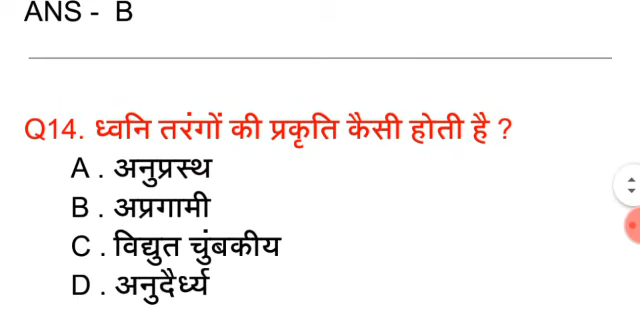 ANS - B
Q14. ध्वनि तरंगों की प्रकृति कैसी होती है ?
A . अनुप्रस्थ
B . अप्रगामी
C . विद्युत चुंबकीय
D . अनुदैर्ध्य